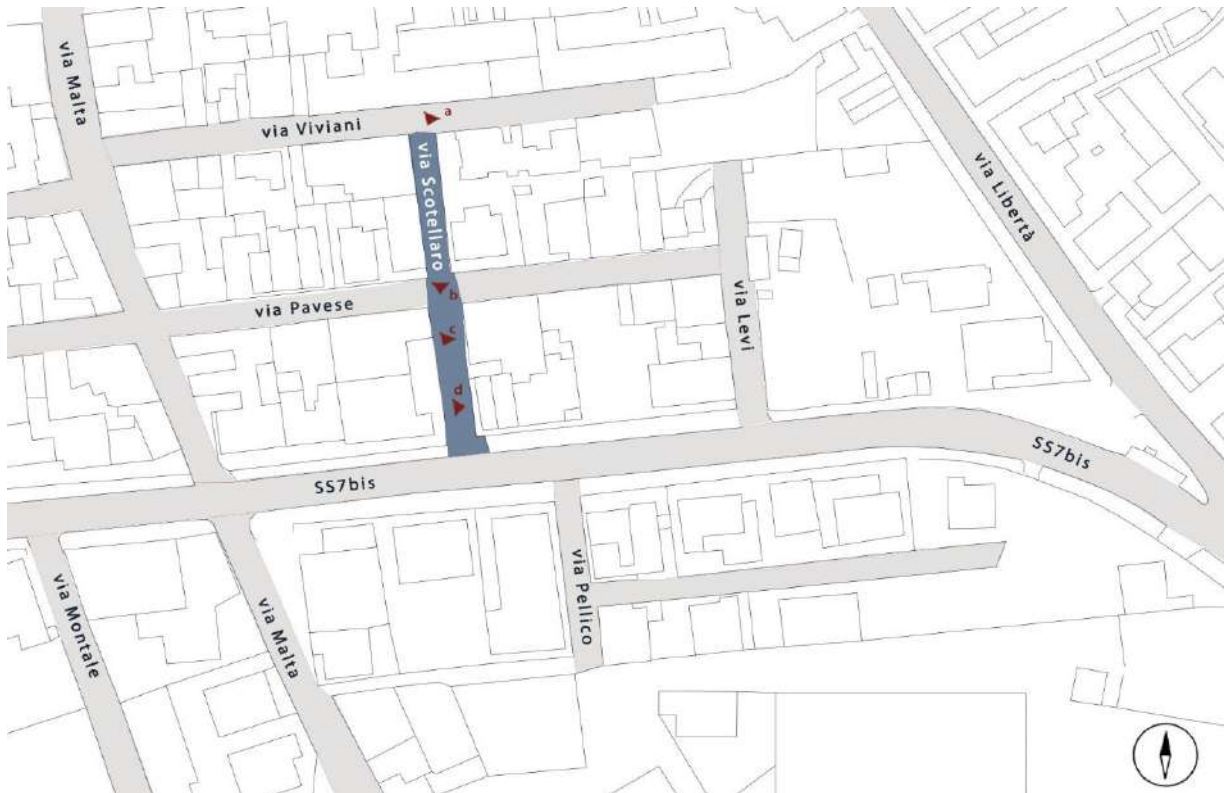 via Malta
via Viviani
a
via Scotellaro
via Libertà
b
via Pavese
c
via Levi
d
SS7bis
SS7bis
via Montale
via Malta
via Pellico